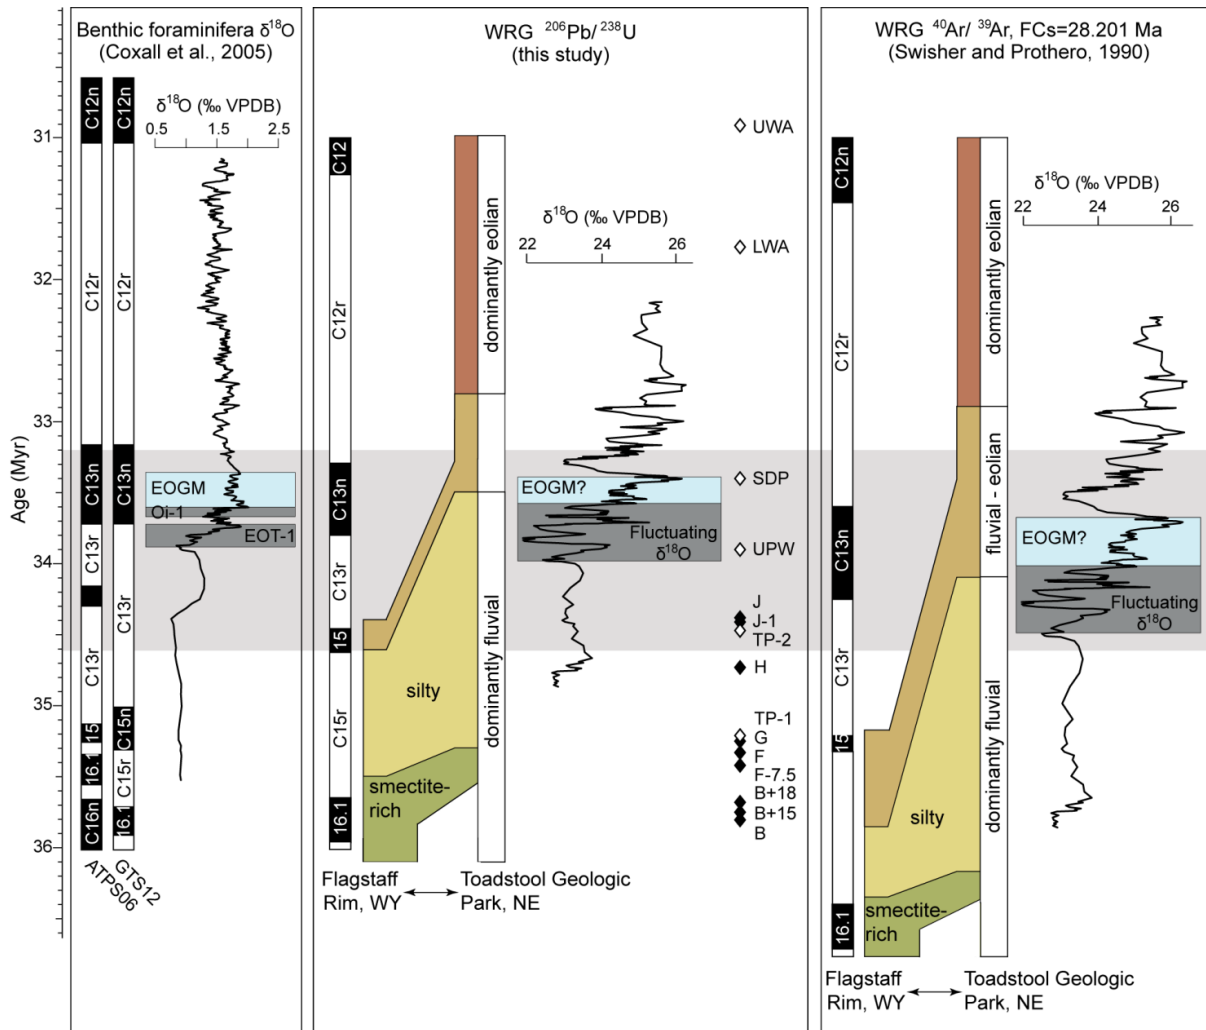 Benthic foraminifera δ18O
(Coxall et al., 2005)
δ18O (‰ VPDB)
0.5 1.5 2.5
Age (Myr)
31
32
33
34
35
36
C12n
C12r
C13n
C13r
C13r
15
16.1
C16n
ATPS06
C12n
C12r
C13n
C13r
C15n
C15r
16.1
GTS12
EOGM
Oi-1
EOT-1
WRG 206Pb/238U
(this study)
C12
C12r
C13n
C13r
15
C15r
16.1
silty
smectite-
rich
dominantly eolian
dominantly fluvial
δ18O (‰ VPDB)
22 24 26
EOGM?
Fluctuating
δ18O
UWA
LWA
SDP
UPW
J
J-1
TP-2
H
TP-1
G
F
F-7.5
B+18
B+15
B
Flagstaff
Rim, WY
Toadstool Geologic
Park, NE
WRG 40Ar/ 39Ar, FCs=28.201 Ma
(Swisher and Prothero, 1990)
C12n
C12r
C13n
C13r
15
16.1
silty
smectite-
rich
dominantly eolian
fluvial - eolian
dominantly fluvial
δ18O (‰ VPDB)
22 24 26
EOGM?
Fluctuating
δ18O
Flagstaff
Rim, WY
Toadstool Geologic
Park, NE